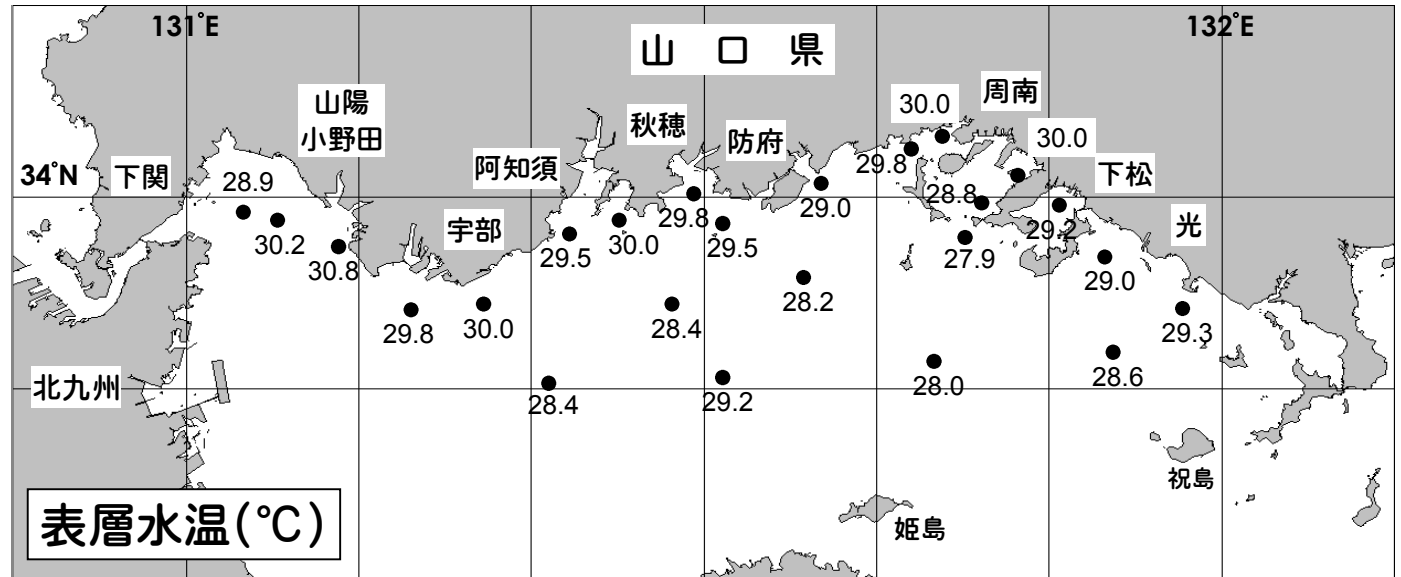 131°E
132°E
山 口 県
山陽
小野田
秋穂
防府
30.0
周南
30.0
34°N
下関
28.9
阿知須
29.8
下松
28.8
29.0
29.8
30.2
宇部
30.0
29.5
29.2
光
30.8
29.5
27.9
29.0
28.2
29.8
30.0
28.4
29.3
北九州
28.4
29.2
28.0
28.6
祝島
表層水温(℃)
姫島